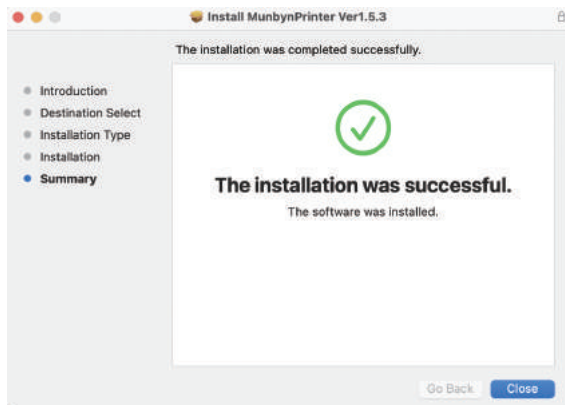 Install MunbynPrinter Ver1.5.3
The installation was completed successfully.
Introduction
Destination Select
Installation Type
Installation
Summary
The installation was successful.
The software was installed.
Go Back
Close